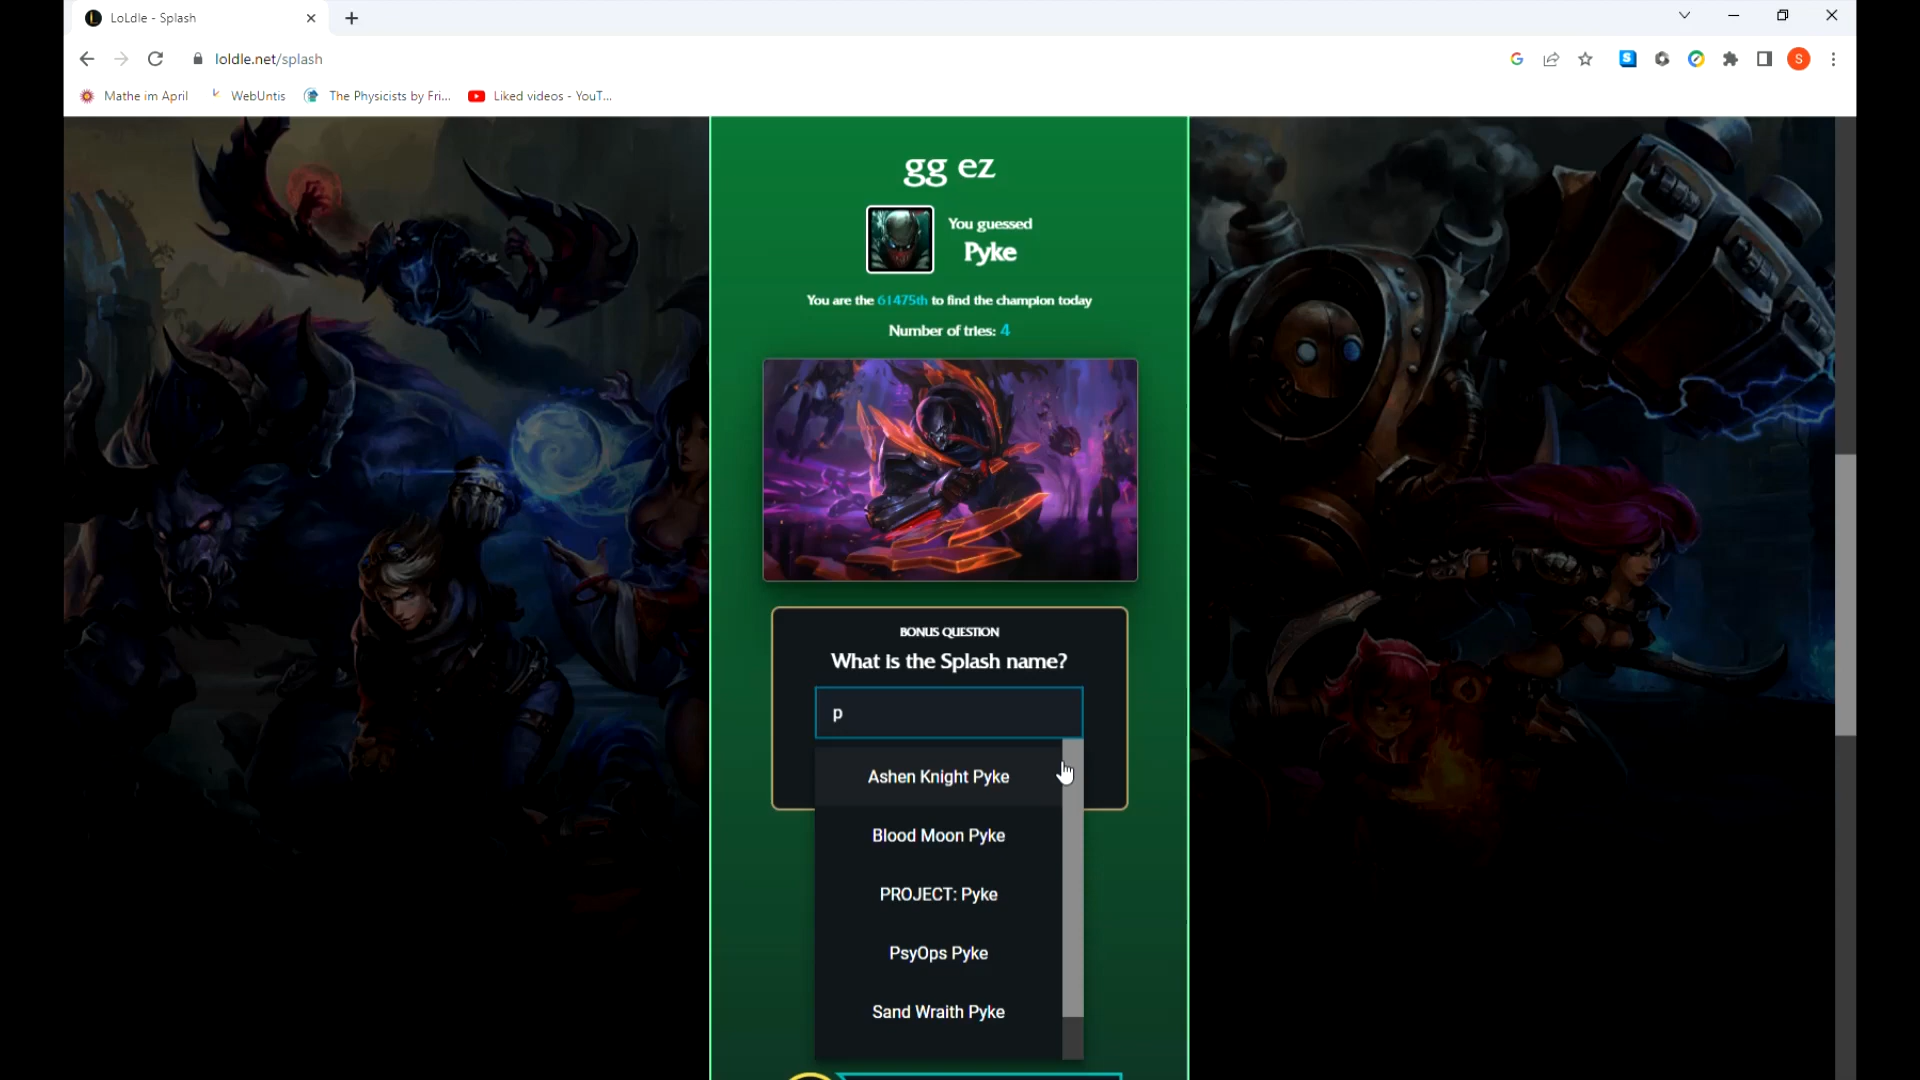 LoLdle - Splash
loldle.net/splash
S
S
Mathe im April
WebUntis
The Physicists by Fri...
Liked videos - YouT...
gg ez
You guessed
Pyke
You are the 61475th to find the champion today
Number of tries: 4
BONUS QUESTION
What is the Splash name?
p
Ashen Knight Pyke
Blood Moon Pyke
PROJECT: Pyke
PsyOps Pyke
Sand Wraith Pyke